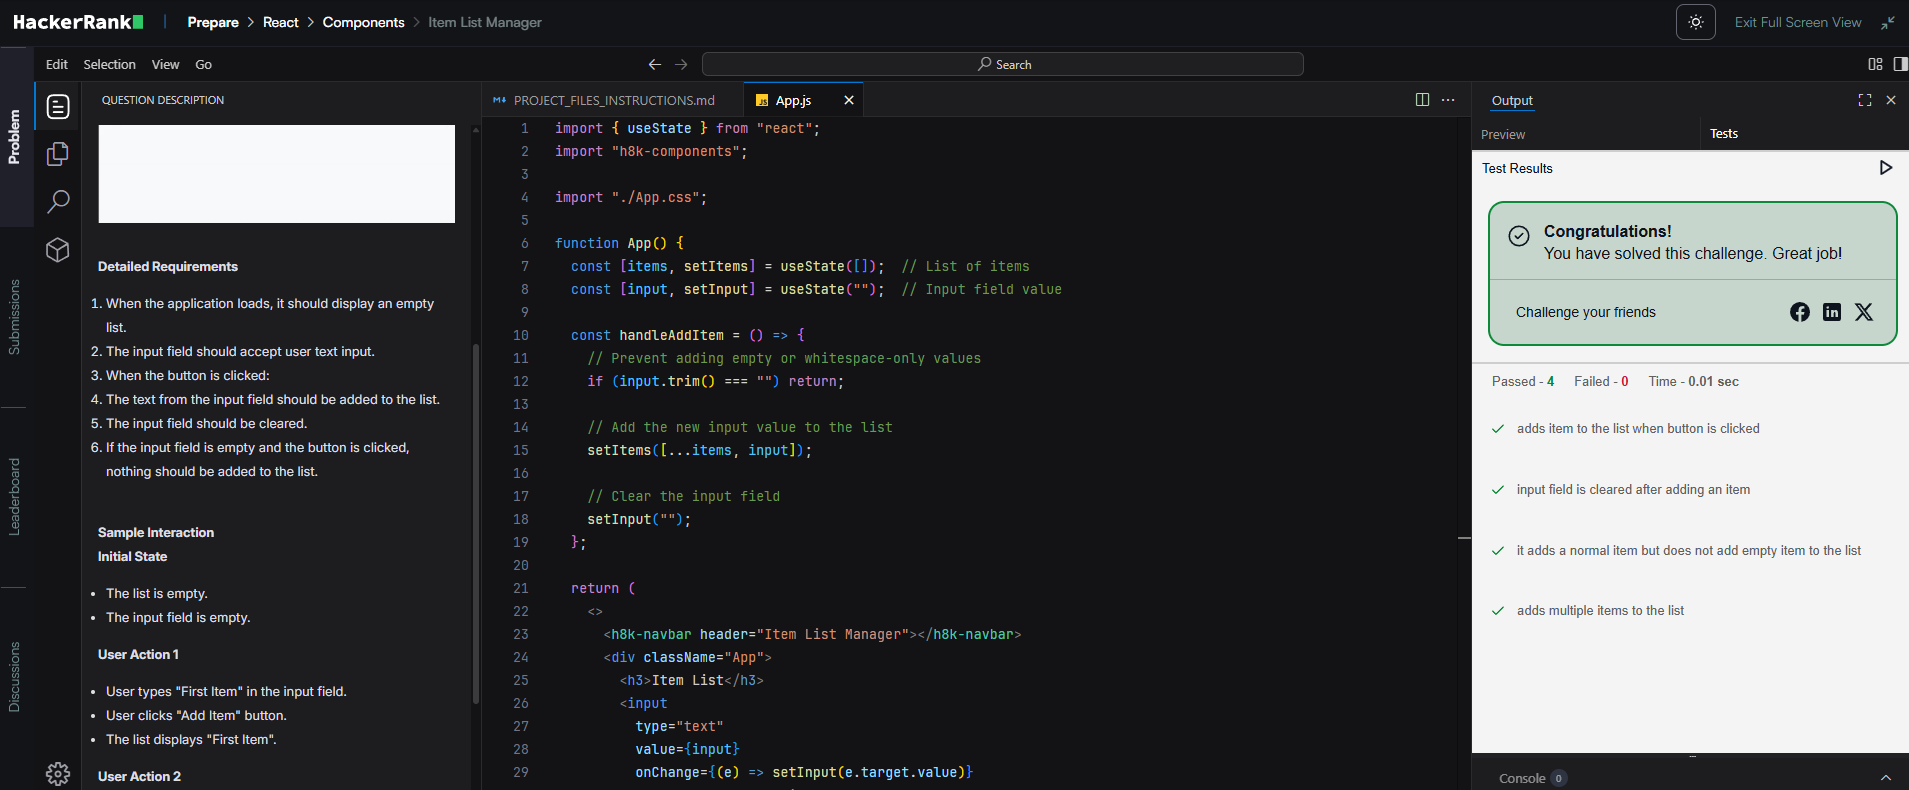 HackerRank
Prepare > React > Components > Item List Manager
Exit Full Screen View
Edit Selection View Go
Search
Problem
Submissions
Leaderboard
Discussions
QUESTION DESCRIPTION
Detailed Requirements
1. When the application loads, it should display an empty
list.
2. The input field should accept user text input.
3. When the button is clicked:
4. The text from the input field should be added to the list.
5. The input field should be cleared.
6. If the input field is empty and the button is clicked,
nothing should be added to the list.
Sample Interaction
Initial State
• The list is empty.
• The input field is empty.
User Action 1
• User types "First Item" in the input field.
• User clicks "Add Item" button.
• The list displays "First Item".
User Action 2
PROJECT_FILES_INSTRUCTIONS.md
JS App.js
1 import { useState } from "react";
2 import "h8k-components";
3
4 import "./App.css";
5
6 function App() {
7 const [items, setItems] = useState([]); // List of items
8 const [input, setInput] = useState(""); // Input field value
9
10 const handleAddItem = () => {
11 // Prevent adding empty or whitespace-only values
12 if (input.trim() === "") return;
13
14 // Add the new input value to the list
15 setItems([...items, input]);
16
17 // Clear the input field
18 setInput("");
19 };
20
21 return (
22 <>
23 <h8k-navbar header="Item List Manager"></h8k-navbar>
24 <div className="App">
25 <h3>Item List</h3>
26 <input
27 type="text"
28 value={input}
29 onChange={(e) => setInput(e.target.value)}
Output
Preview
Tests
Test Results
Congratulations!
You have solved this challenge. Great job!
Challenge your friends
Passed - 4 Failed - 0 Time - 0.01 sec
adds item to the list when button is clicked
input field is cleared after adding an item
it adds a normal item but does not add empty item to the list
adds multiple items to the list
Console 0